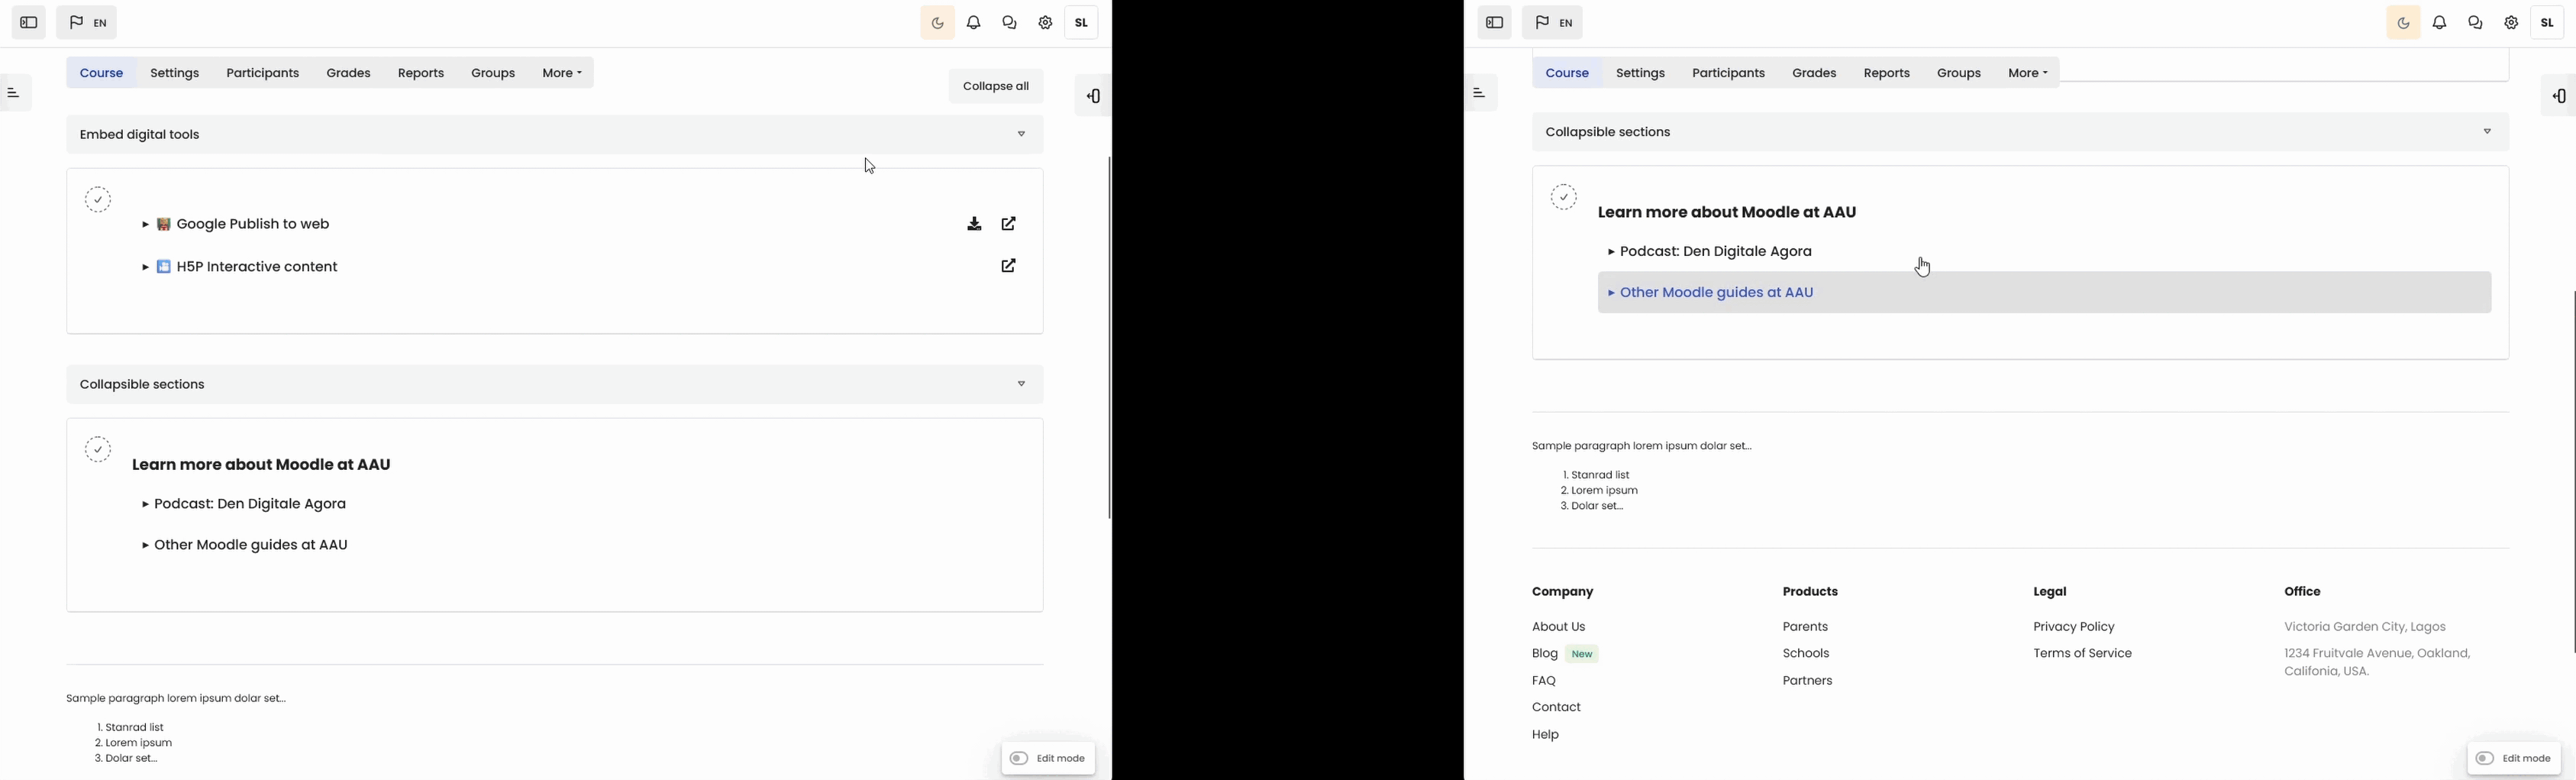 EN
SL
Course Settings Participants Grades Reports Groups More
Collapse all
Embed digital tools
Google Publish to web
H5P Interactive content
Collapsible sections
Learn more about Moodle at AAU
Podcast: Den Digitale Agora
Other Moodle guides at AAU
Sample paragraph lorem ipsum dolar set...
1. Stanrad list
2. Lorem ipsum
3. Dolar set...
Edit mode
EN
SL
Course Settings Participants Grades Reports Groups More
Collapsible sections
Learn more about Moodle at AAU
Podcast: Den Digitale Agora
Other Moodle guides at AAU
Sample paragraph lorem ipsum dolar set...
1. Stanrad list
2. Lorem ipsum
3. Dolar set...
Company
About Us
Blog New
FAQ
Contact
Help
Products
Parents
Schools
Partners
Legal
Privacy Policy
Terms of Service
Office
Victoria Garden City, Lagos
1234 Fruitvale Avenue, Oakland,
Califonia, USA.
Edit mode